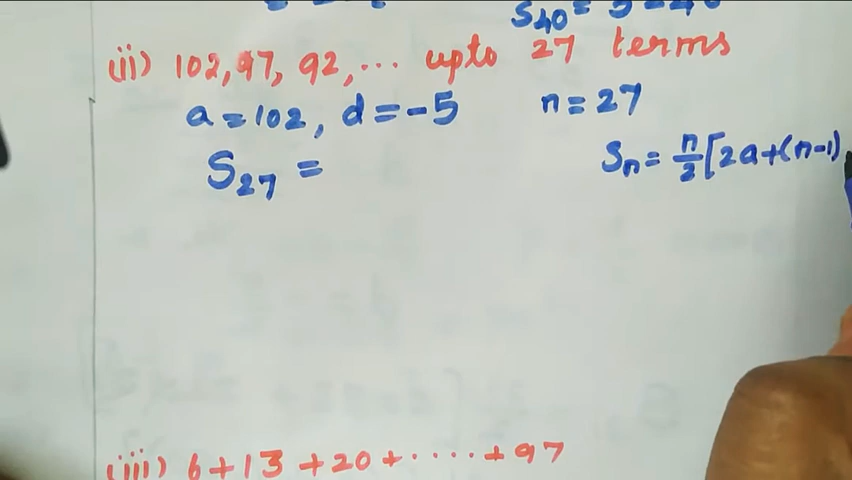 S₄₀ =
(ii) 102, 97, 92, ... upto 27 terms
a = 102, d = -5 n = 27
S₂₇ = Sₙ = n/2 [2a+(n-1)
(iii) 6 + 13 + 20 + ..... + 97